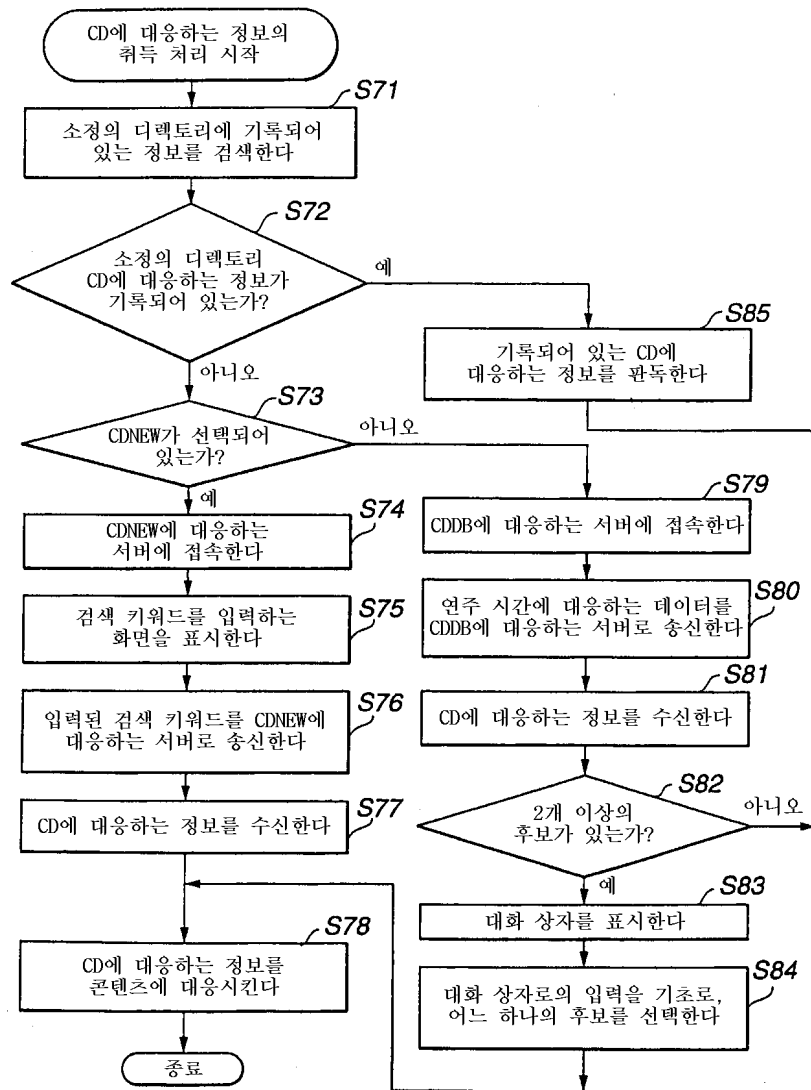 CD에 대응하는 정보의
취득 처리 시작
S71
소정의 디렉토리에 기록되어
있는 정보를 검색한다
S72
소정의 디렉토리
CD에 대응하는 정보가
기록되어 있는가?
예
아니오
S85
기록되어 있는 CD에
대응하는 정보를 판독한다
S73
CDNEW가 선택되어
있는가?
아니오
예
S74
CDNEW에 대응하는
서버에 접속한다
S75
검색 키워드를 입력하는
화면을 표시한다
S76
입력된 검색 키워드를 CDNEW에
대응하는 서버로 송신한다
S77
CD에 대응하는 정보를 수신한다
S79
CDDB에 대응하는 서버에 접속한다
S80
연주 시간에 대응하는 데이터를
CDDB에 대응하는 서버로 송신한다
S81
CD에 대응하는 정보를 수신한다
S82
2개 이상의
후보가 있는가?
아니오
예
S83
대화 상자를 표시한다
S84
대화 상자로의 입력을 기초로,
어느 하나의 후보를 선택한다
S78
CD에 대응하는 정보를
콘텐츠에 대응시킨다
종료